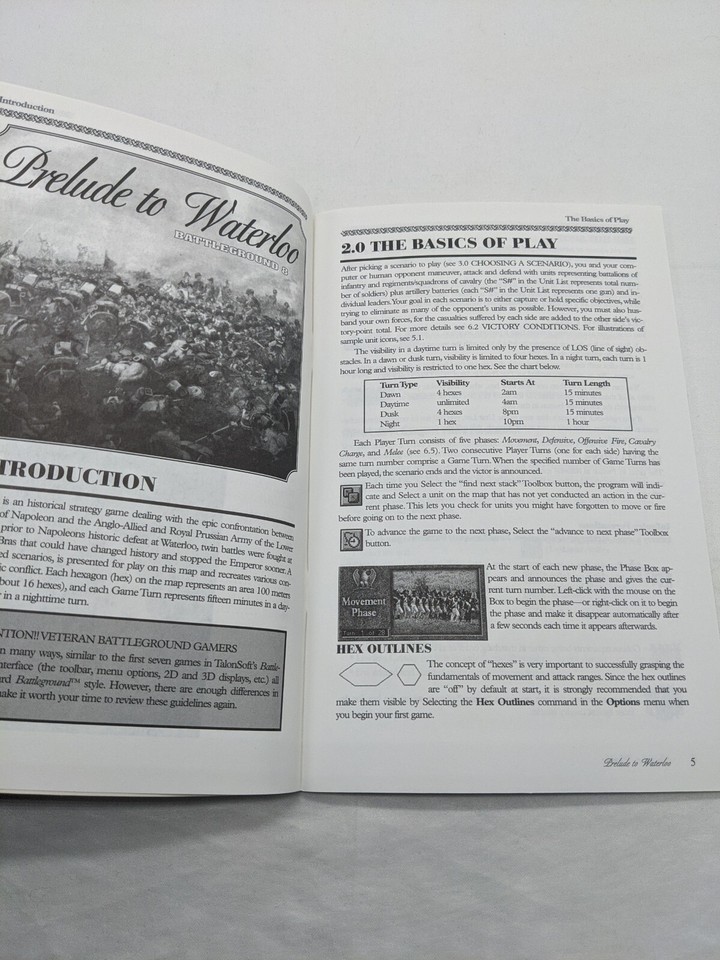 Introduction
Prelude to Waterloo
BATTLEGROUND 8
TRODUCTION
is an historical strategy game dealing with the epic confrontation between
of Napoleon and the Anglo-Allied and Royal Prussian Army of the Lower
prior to Napoleons historic defeat at Waterloo, twin battles were fought at
Bras that could have changed history and stopped the Emperor sooner. A
ed scenarios, is presented for play on this map and recreates various con-
ic conflict. Each hexagon (hex) on the map represents an area 100 meters
bout 16 hexes), and each Game Turn represents fifteen minutes in a day-
in a nighttime turn.
NTION!! VETERAN BATTLEGROUND GAMERS
n many ways, similar to the first seven games in TalonSoft's Battle-
nterface (the toolbar, menu options, 2D and 3D displays, etc.) all
ard Battleground™ style. However, there are enough differences in
ake it worth your time to review these guidelines again.
The Basics of Play
2.0 THE BASICS OF PLAY
After picking a scenario to play (see 3.0 CHOOSING A SCENARIO), you and your com-
puter or human opponent maneuver, attack and defend with units representing battalions of
infantry and regiments/squadrons of cavalry (the "S#" in the Unit List represents total num-
ber of soldiers) plus artillery batteries (each "S#" in the Unit List represents one gun) and in-
dividual leaders. Your goal in each scenario is to either capture or hold specific objectives, while
trying to eliminate as many of the opponent's units as possible. However, you must also hus-
band your own forces, for the casualties suffered by each side are added to the other side's vic-
tory-point total. For more details see 6.2 VICTORY CONDITIONS. For illustrations of
sample unit icons, see 5.1.
The visibility in a daytime turn is limited only by the presence of LOS (line of sight) ob-
stacles. In a dawn or dusk turn, visibility is limited to four hexes. In a night turn, each turn is 1
hour long and visibility is restricted to one hex. See the chart below.
Turn Type Visibility Starts At Turn Length
Dawn 4 hexes 2am 15 minutes
Daytime unlimited 4am 15 minutes
Dusk 4 hexes 8pm 15 minutes
Night 1 hex 10pm 1 hour
Each Player Turn consists of five phases: Movement, Defensive, Offensive Fire, Cavalry
Charge, and Melee (see 6.5). Two consecutive Player Turns (one for each side) having the
same turn number comprise a Game Turn. When the specified number of Game Turns has
been played, the scenario ends and the victor is announced.
Each time you Select the "find next stack" Toolbox button, the program will indi-
cate and Select a unit on the map that has not yet conducted an action in the cur-
rent phase. This lets you check for units you might have forgotten to move or fire
before going on to the next phase.
To advance the game to the next phase, Select the "advance to next phase" Toolbox
button.
Movement
Phase
At the start of each new phase, the Phase Box ap-
pears and announces the phase and gives the cur-
rent turn number. Left-click with the mouse on the
Box to begin the phase—or right-click on it to begin
the phase and make it disappear automatically after
a few seconds each time it appears afterwards.
HEX OUTLINES
The concept of "hexes" is very important to successfully grasping the
fundamentals of movement and attack ranges. Since the hex outlines
are "off" by default at start, it is strongly recommended that you
make them visible by Selecting the Hex Outlines command in the Options menu when
you begin your first game.
Prelude to Waterloo 5